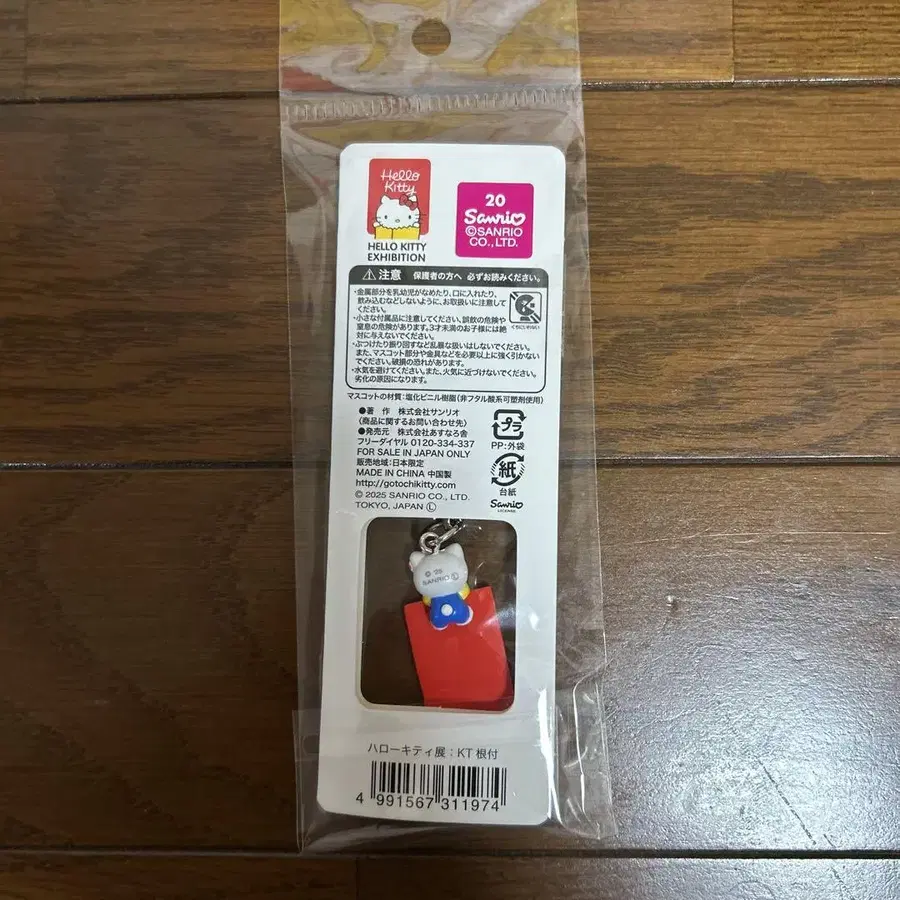 Hello
Kitty
HELLO KITTY
EXHIBITION
20
Sanrio
©SANRIO
CO., LTD.
⚠注意 保護者の方へ 必ずお読みください。
・金属部分を乳幼児がなめたり、口に入れたり、
飲み込むなどしないように、お取扱いに注意して
ください。
・小さな付属品に注意してください。誤飲の危険や
窒息の危険があります。3才未満のお子様には絶
対に与えないでください。
・ぶつけたり振り回すなど乱暴な扱いはしないでください。
また、マスコット部分や金具などを必要以上に強く引かない
でください。破損の恐れがあります。
・水気を避けてください。また、火気に近づけないでください。
劣化の原因になります。
マスコットの材質:塩化ビニル樹脂(非フタル酸系可塑剤使用)
●著 作 株式会社サンリオ
(商品に関するお問い合わせ先)
●発売元 株式会社あすなろ舎
フリーダイヤル 0120-334-337
FOR SALE IN JAPAN ONLY
販売地域:日本限定
MADE IN CHINA 中国製
http://gotochikitty.com
© 2025 SANRIO CO., LTD.
TOKYO, JAPAN Ⓛ
プラ
PP:外袋
紙
台紙
Sanrio
LICENSE
© '25
SANRIO Ⓛ
ハローキティ展:KT根付
4 991567 311974